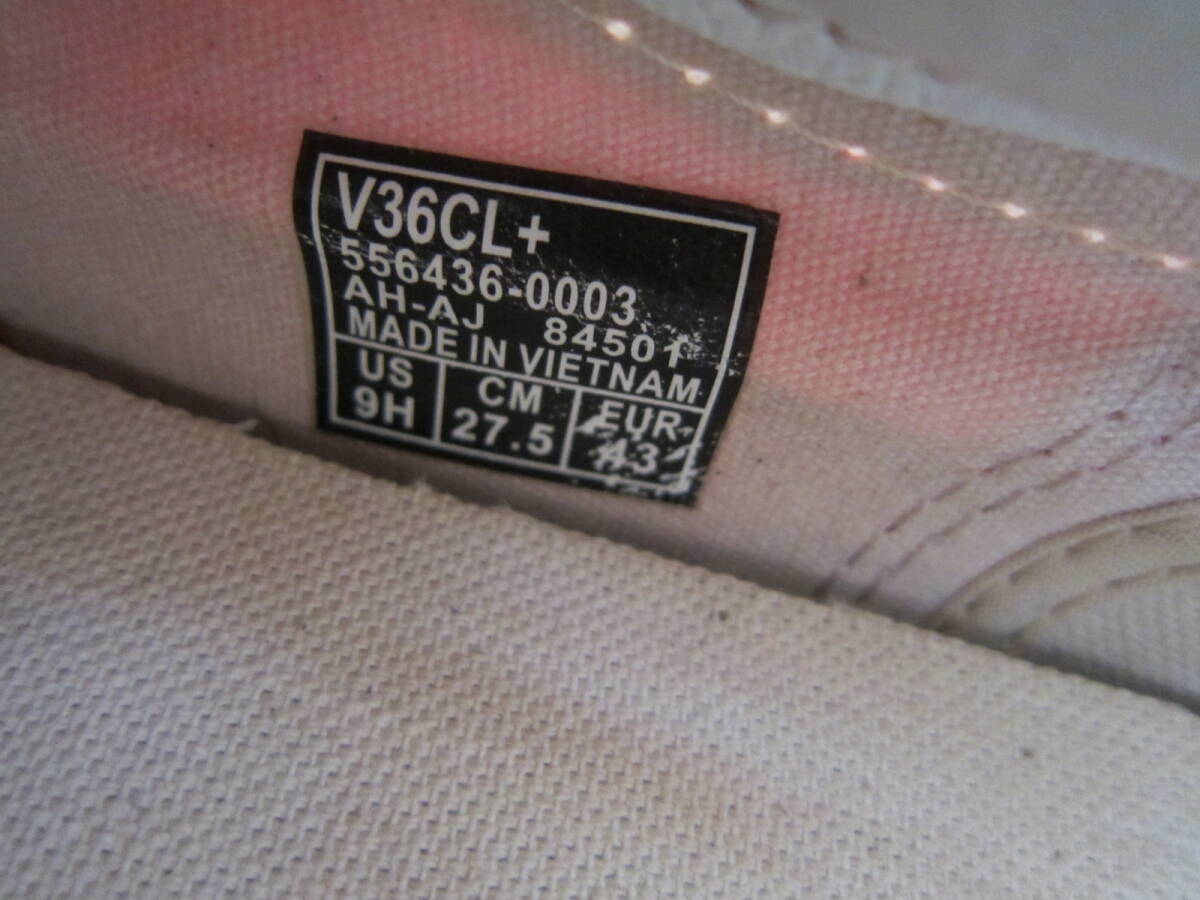 V36CL+
556436-0003
AH-AJ 84501
MADE IN VIETNAM
US CM EUR
9H 27.5 43